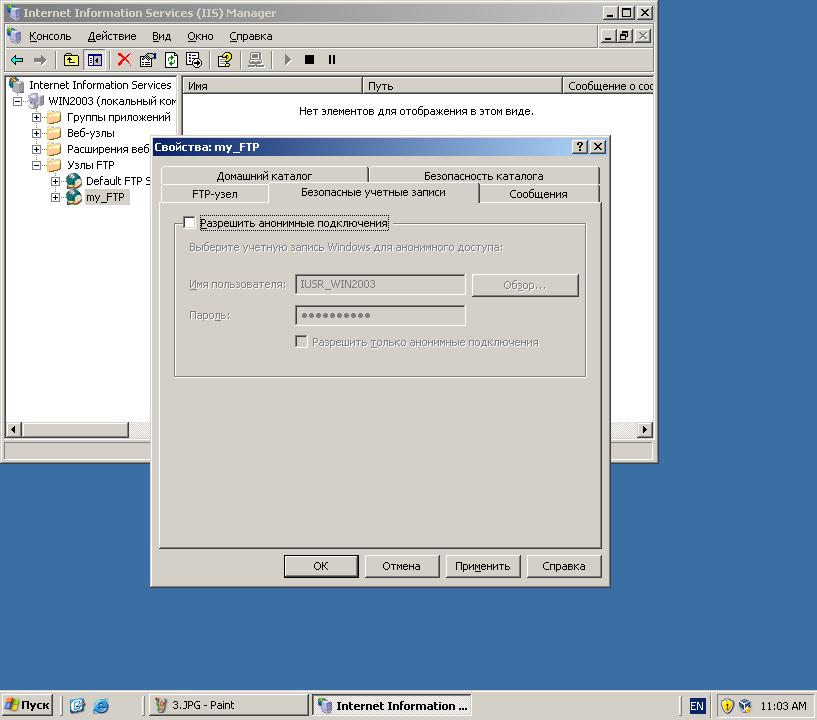 Internet Information Services (IIS) Manager
Консоль Действие Вид Окно Справка
Internet Information Services
WIN2003 (локальный ком
Группы приложений
Веб-узлы
Расширения веб
Узлы FTP
Default FTP S
my_FTP
Имя Путь Сообщение о сос
Нет элементов для отображения в этом виде.
Свойства: my_FTP
Домашний каталог Безопасность каталога
FTP-узел Безопасные учетные записи Сообщения
Разрешить анонимные подключения
Выберите учетную запись Windows для анонимного доступа:
Имя пользователя: IUSR_WIN2003 Обзор...
Пароль: ●●●●●●●●●●
Разрешить только анонимные подключения
ОК Отмена Применить Справка
Пуск 3.JPG - Paint Internet Information ... EN 11:03 AM